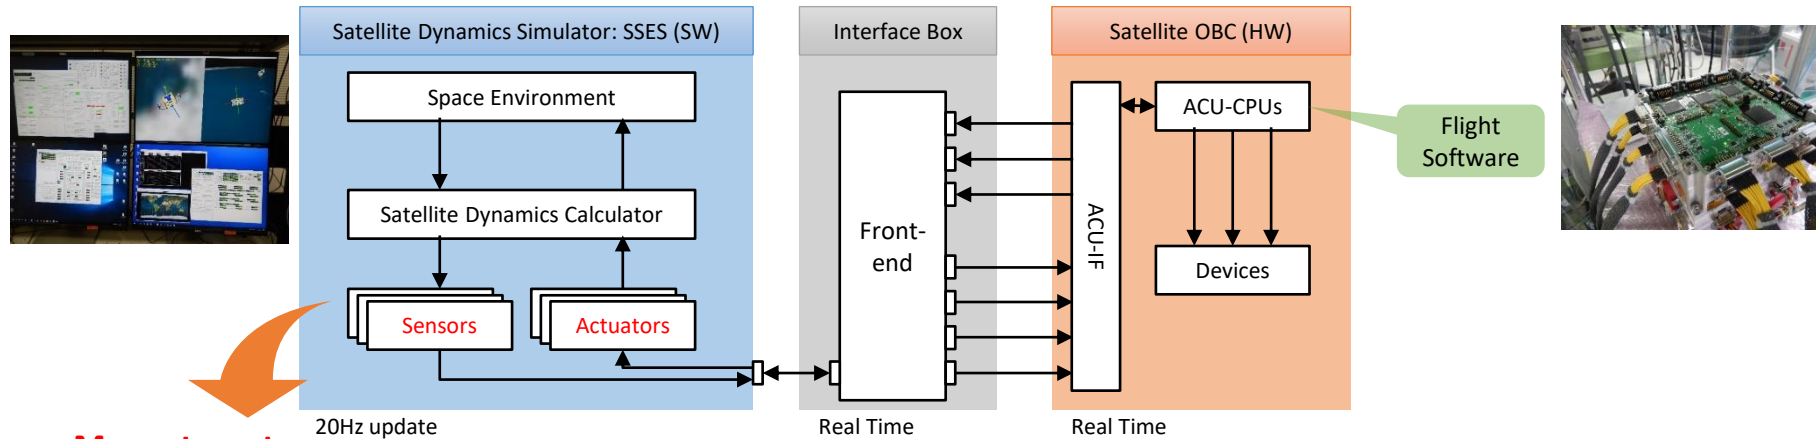 Satellite Dynamics Simulator: SSES (SW)
Interface Box
Satellite OBC (HW)
Space Environment
ACU-CPUs
Flight
Software
Satellite Dynamics Calculator
Front-
end
ACU-IF
Devices
Sensors
Actuators
20Hz update
Real Time
Real Time